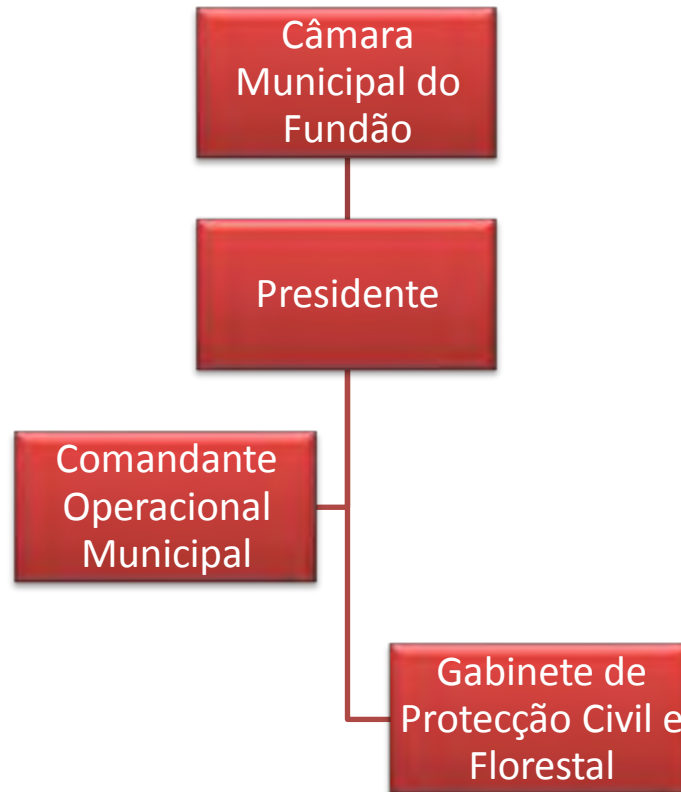 Câmara
Municipal do
Fundão
Presidente
Comandante
Operacional
Municipal
Gabinete de
Protecção Civil e
Florestal